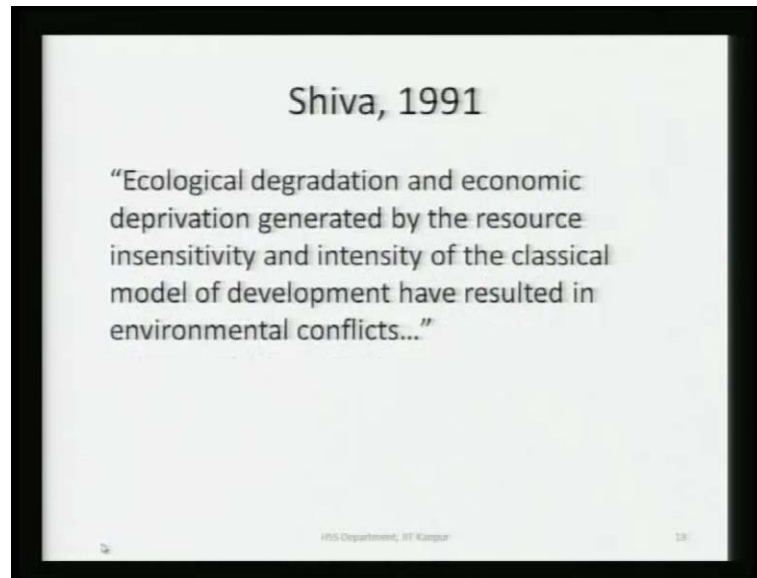 Shiva, 1991
“Ecological degradation and economic
deprivation generated by the resource
insensitivity and intensity of the classical
model of development have resulted in
environmental conflicts...”
HSS Department, IIT Kanpur
18